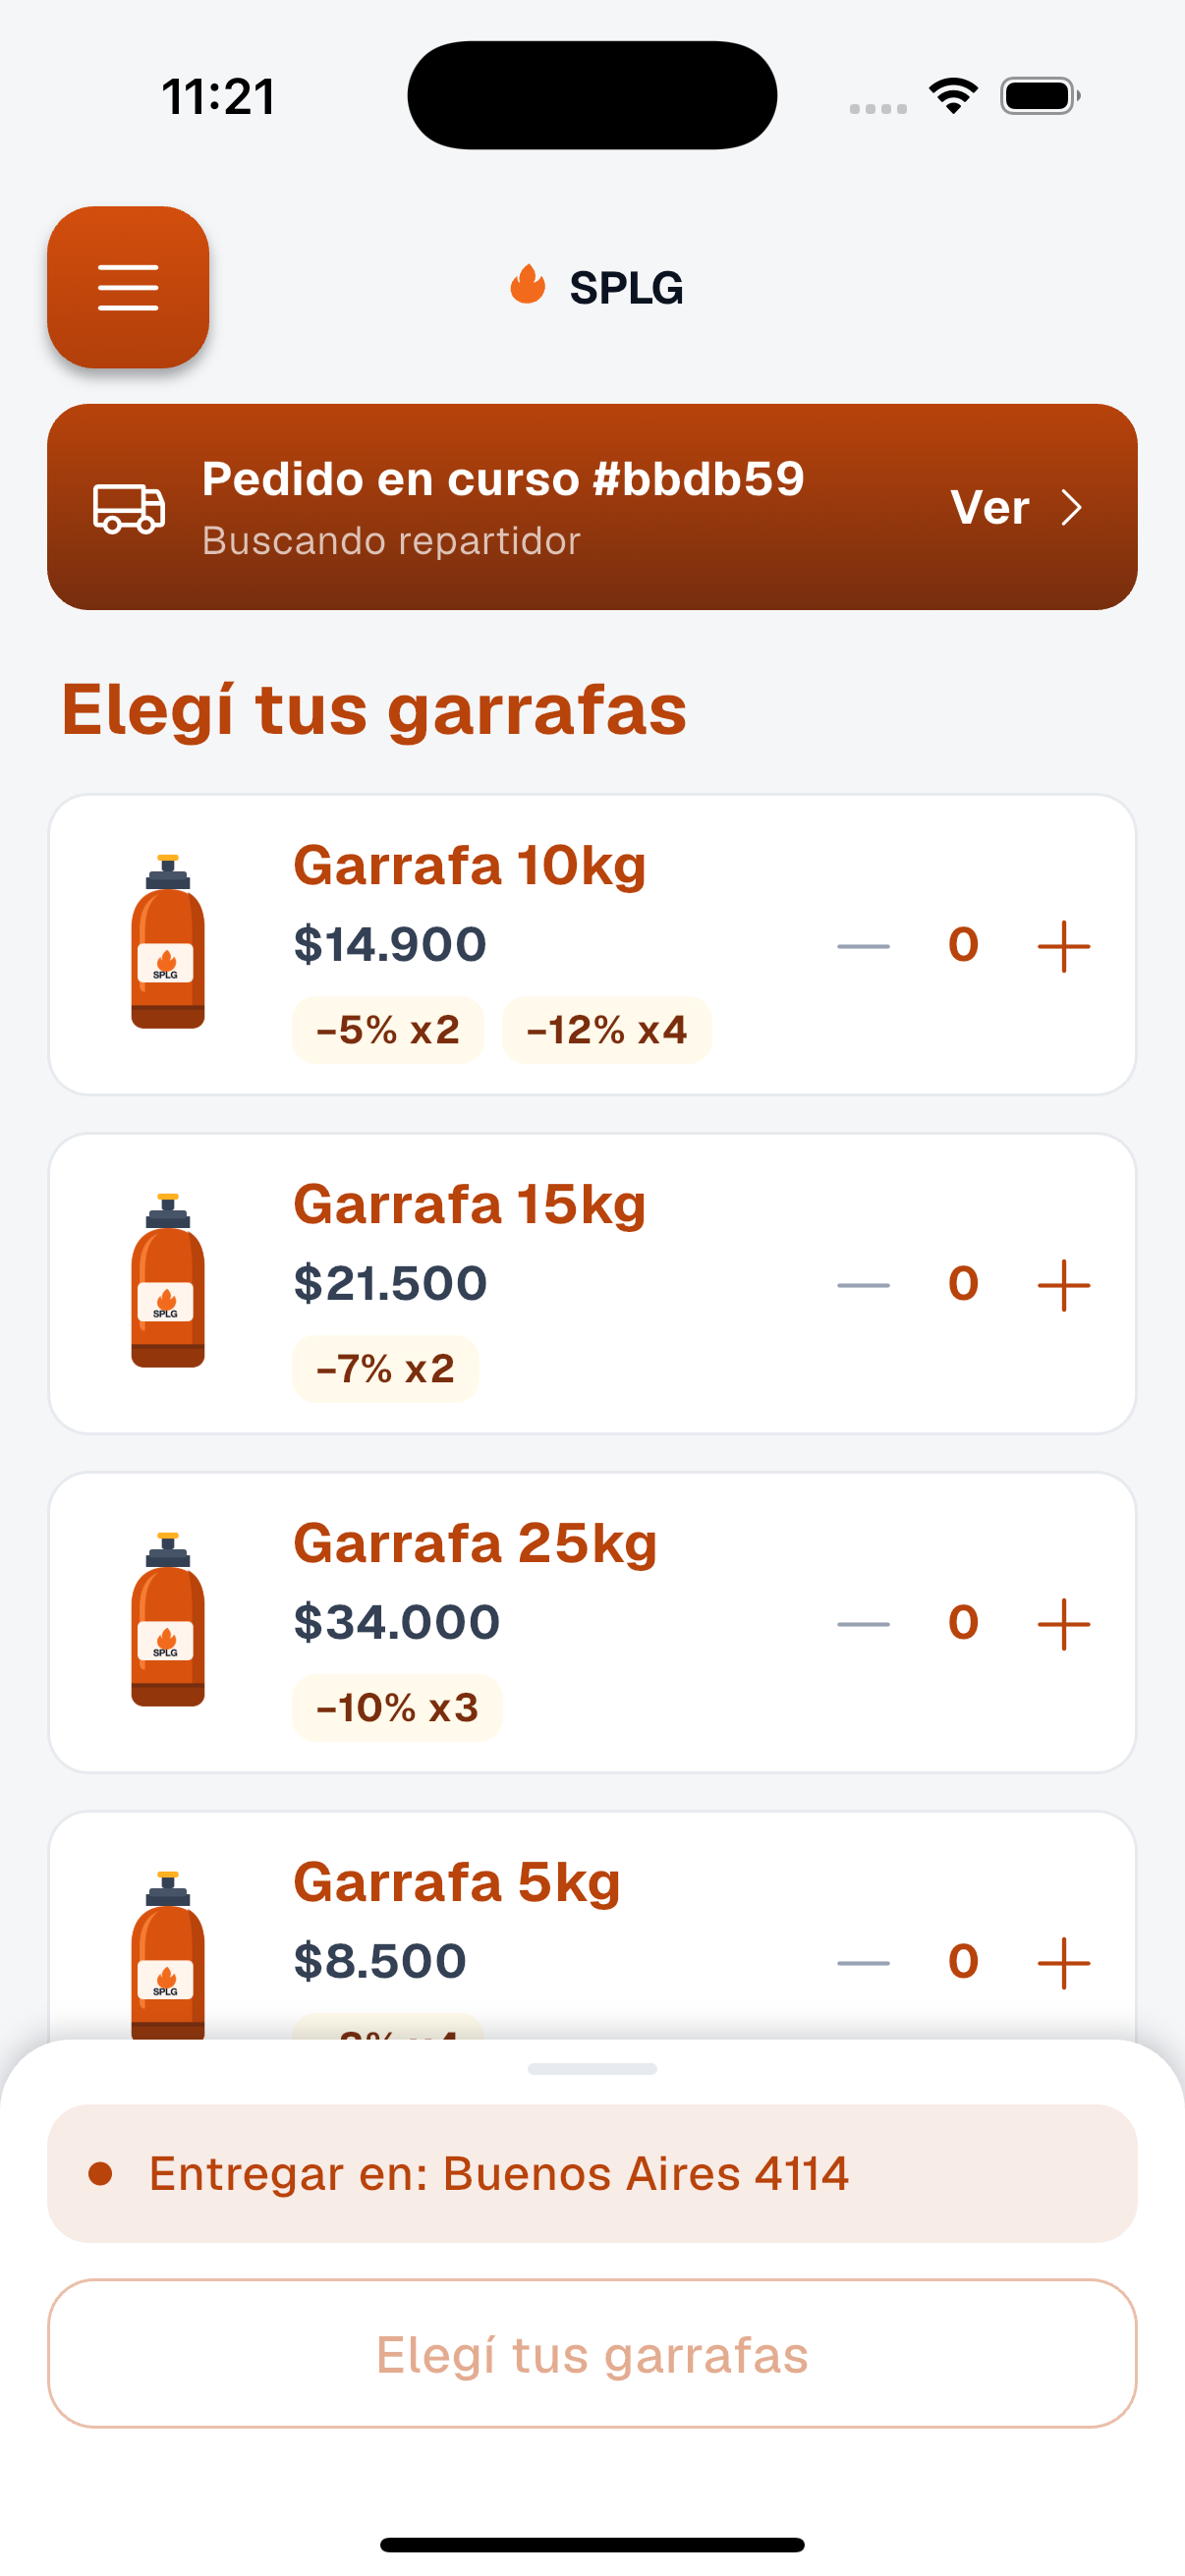 11:21
SPLG
Pedido en curso #bbdb59
Buscando repartidor
Ver
Elegí tus garrafas
Garrafa 10kg
$14.900
SPLG
–5% x2
–12% x4
0
Garrafa 15kg
$21.500
SPLG
–7% x2
0
Garrafa 25kg
$34.000
SPLG
–10% x3
0
Garrafa 5kg
$8.500
SPLG
0
Entregar en: Buenos Aires 4114
Elegí tus garrafas